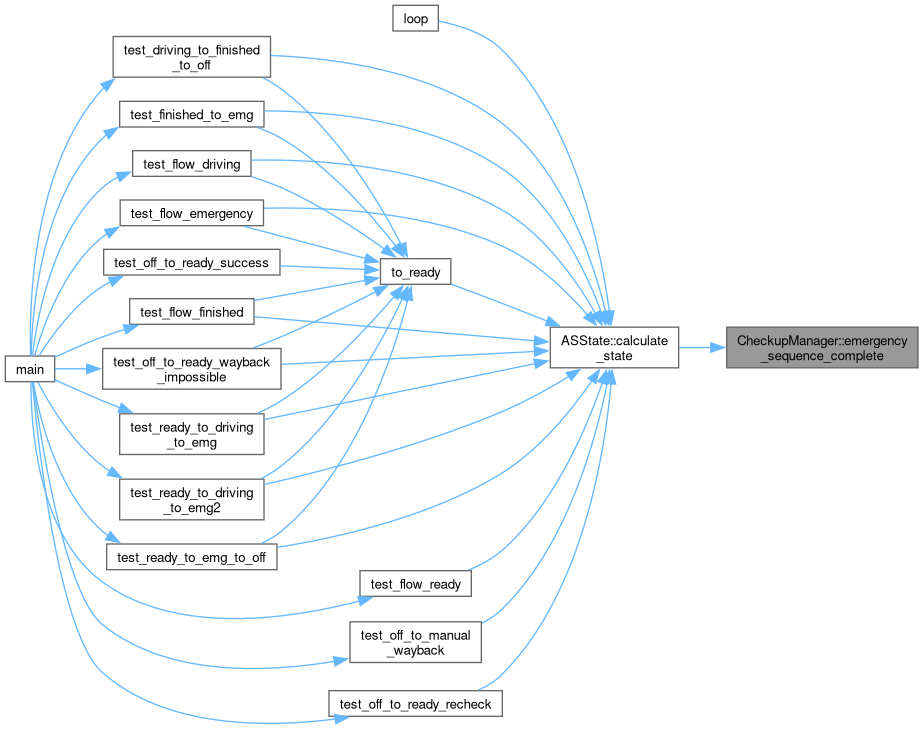 loop
test_driving_to_finished
_to_off
test_finished_to_emg
test_flow_driving
test_flow_emergency
test_off_to_ready_success
to_ready
test_flow_finished
ASState::calculate
_state
CheckupManager::emergency
_sequence_complete
main
test_off_to_ready_wayback
_impossible
test_ready_to_driving
_to_emg
test_ready_to_driving
_to_emg2
test_ready_to_emg_to_off
test_flow_ready
test_off_to_manual
_wayback
test_off_to_ready_recheck